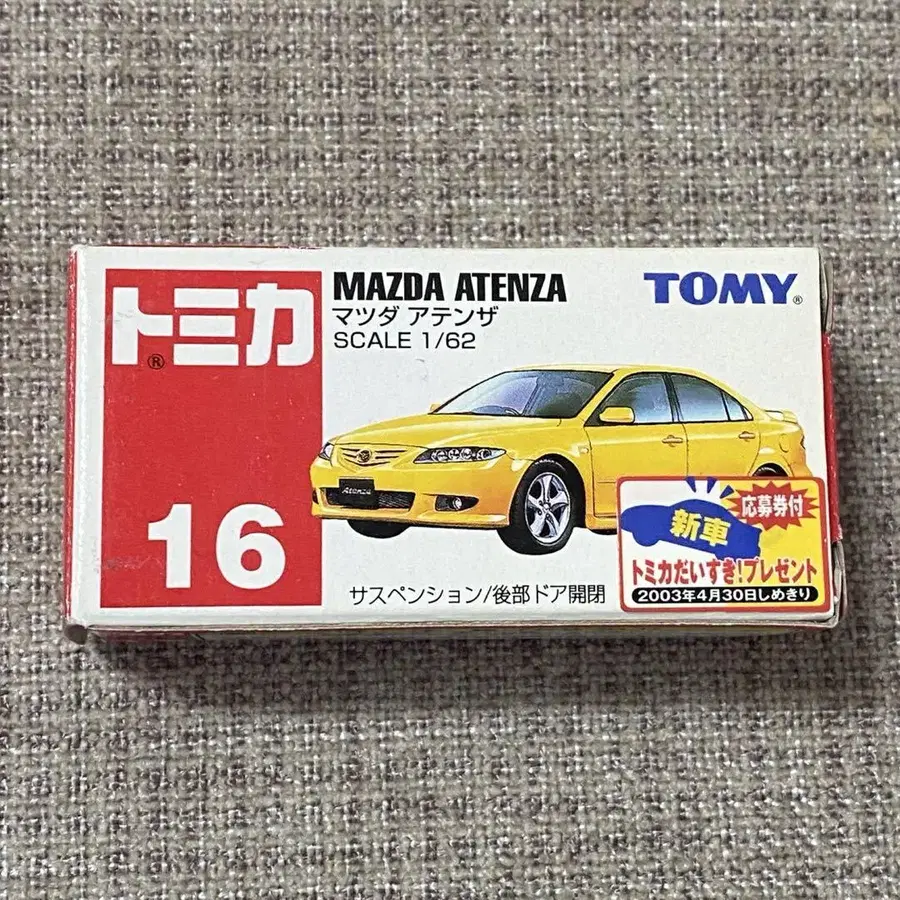 トミカ®
16
MAZDA ATENZA
マツダ アテンザ
SCALE 1/62
TOMY®
Atenza
サスペンション/後部ドア開閉
応募券付
新車
トミカだいすき!プレゼント
2003年4月30日しめきり